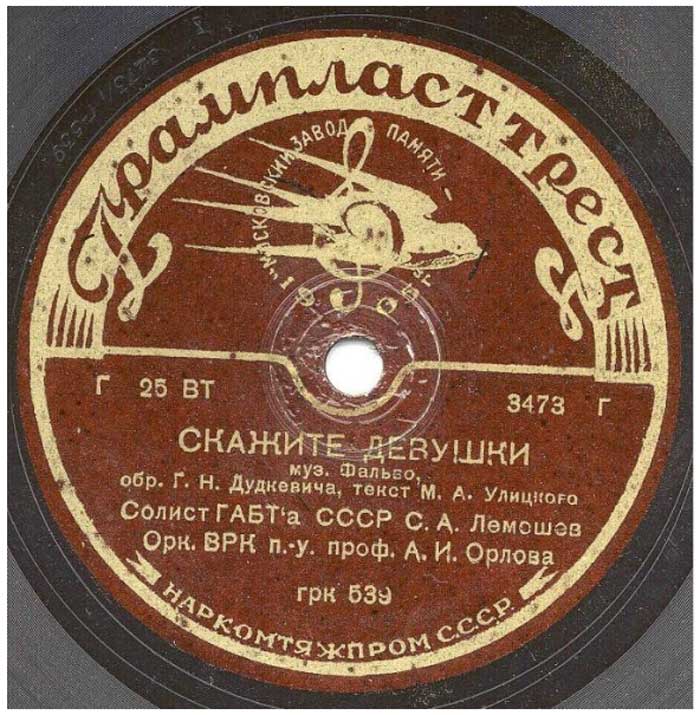 Грампласттрест
МОСКОВСКИЙ ЗАВОД ПАМЯТИ –
1905 г.
Г 25 ВТ
3473 Г
СКАЖИТЕ ДЕВУШКИ
муз. Фальво,
обр. Г. Н. Дудкевича, текст М. А. Улицкого
Солист ГАБТ'а СССР С. А. Лемешев
Орк. ВРК п.-у. проф. А. И. Орлова
грк 539
НАРКОМТЯЖПРОМ СССР